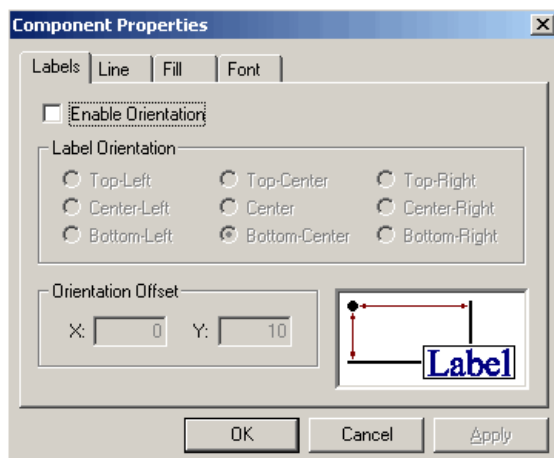 Component Properties
Labels Line Fill Font
Enable Orientation
Label Orientation
Top-Left Top-Center Top-Right
Center-Left Center Center-Right
Bottom-Left Bottom-Center Bottom-Right
Orientation Offset
X: 0 Y: 10
Label
OK Cancel Apply